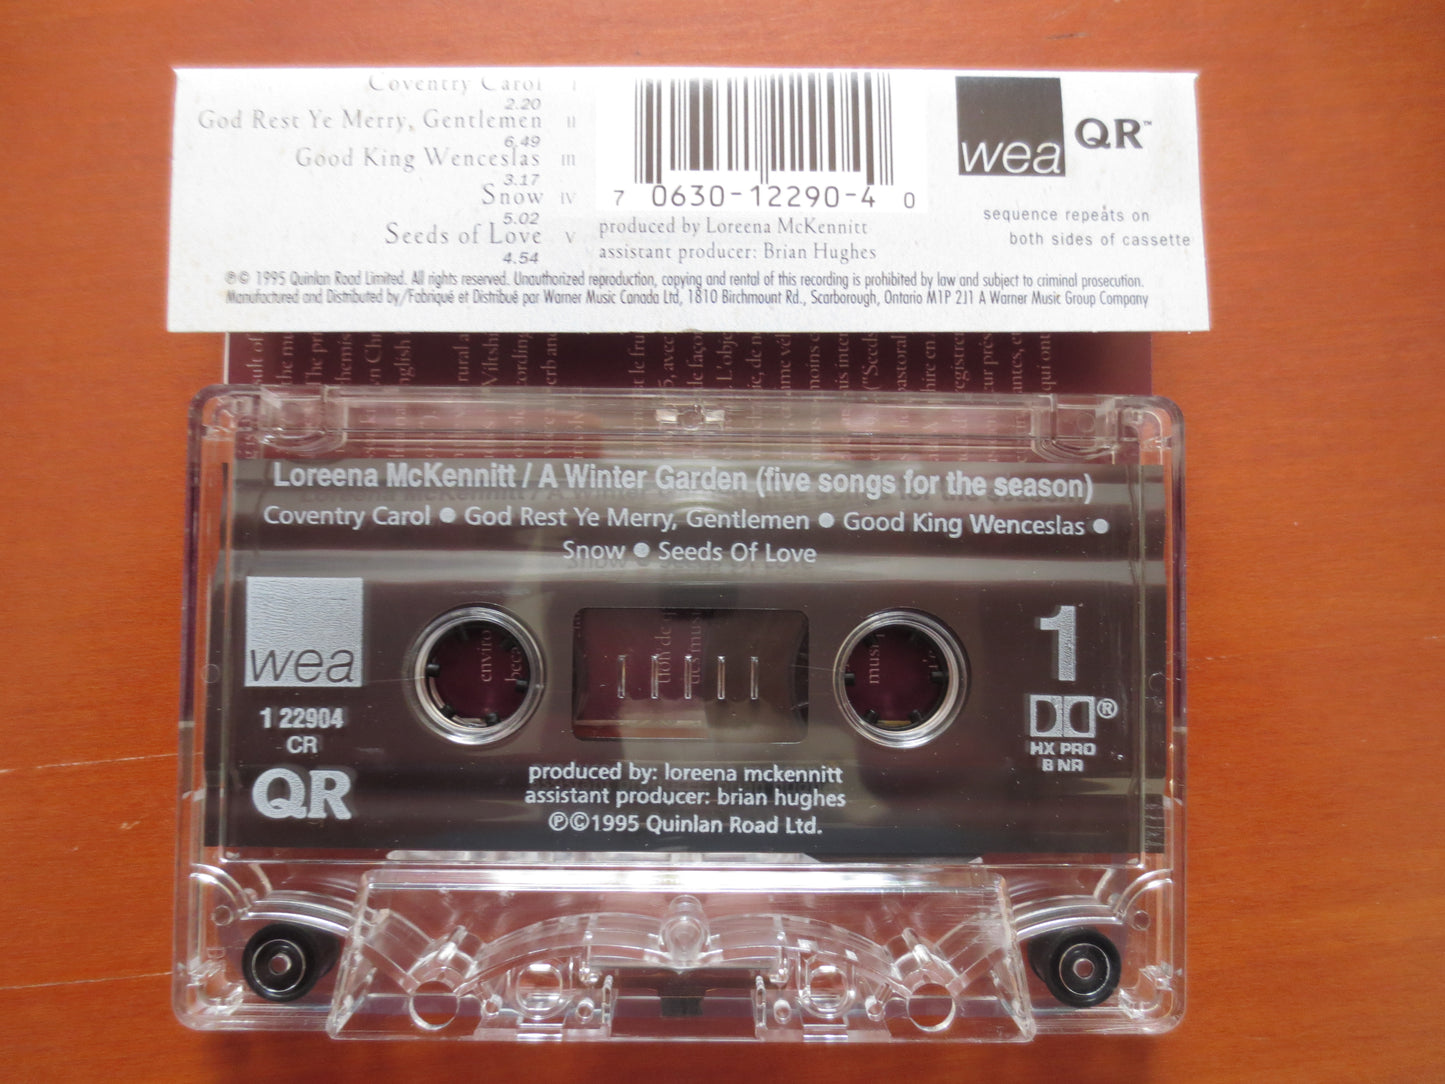 Coventry Carol I
2.20
God Rest Ye Merry, Gentlemen II
6.49
Good King Wenceslas III
3.17
Snow IV
5.02
Seeds of Love V
4.54
7 0630-12290-4 0
produced by Loreena McKennitt
assistant producer: Brian Hughes
wea QR™
sequence repeats on
both sides of cassette
℗© 1995 Quinlan Road Limited. All rights reserved. Unauthorized reproduction, copying and rental of this recording is prohibited by law and subject to criminal prosecution.
Manufactured and Distributed by/Fabriqué et Distribué par Warner Music Canada Ltd, 1810 Birchmount Rd., Scarborough, Ontario M1P 2J1 A Warner Music Group Company
Loreena McKennitt / A Winter Garden (five songs for the season)
Coventry Carol ● God Rest Ye Merry, Gentlemen ● Good King Wenceslas ●
Snow ● Seeds Of Love
wea
1 22904
CR
QR
1
HX PRO
B NR
produced by: loreena mckennitt
assistant producer: brian hughes
℗©1995 Quinlan Road Ltd.